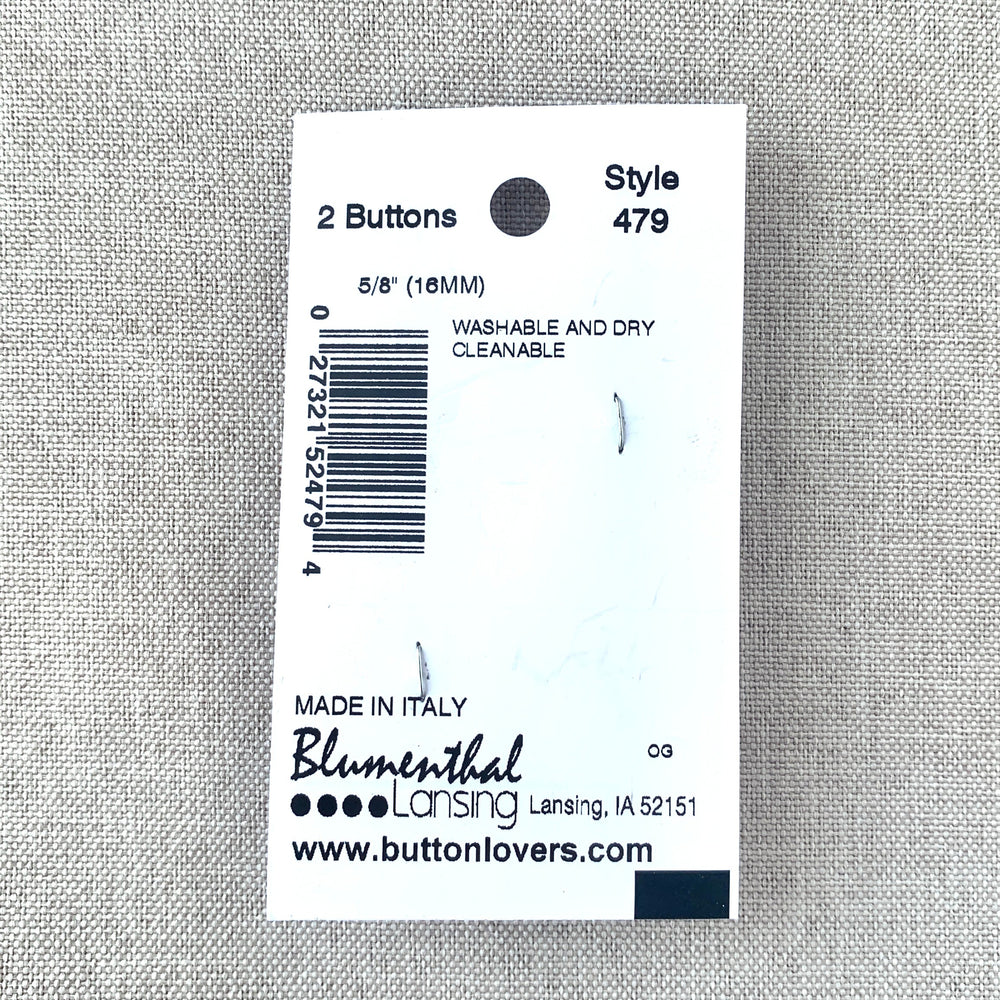 2 Buttons
Style
479
5/8" (16MM)
WASHABLE AND DRY
CLEANABLE
0 27321 52479 4
MADE IN ITALY
Blumenthal
Lansing
OG
Lansing, IA 52151
www.buttonlovers.com